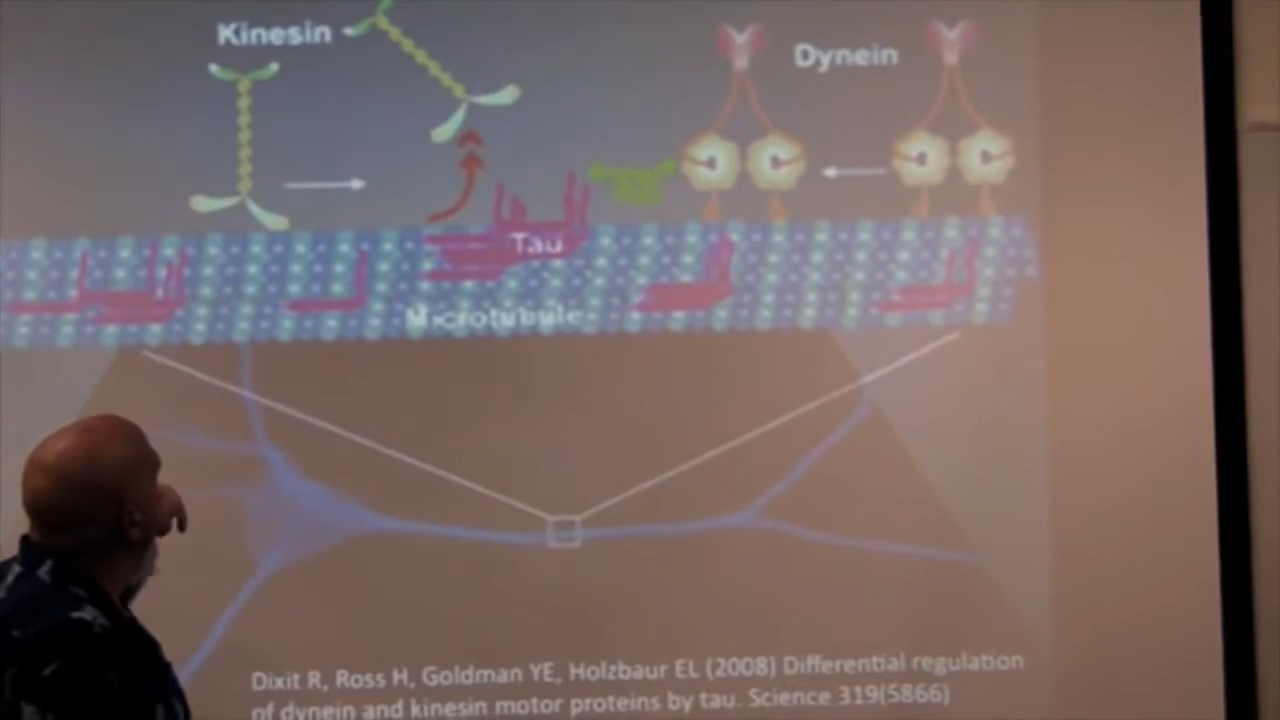 Kinesin
Dynein
Tau
Microtubule
Dixit R, Ross H, Goldman YE, Holzbaur EL (2008) Differential regulation
of dynein and kinesin motor proteins by tau. Science 319(5866)